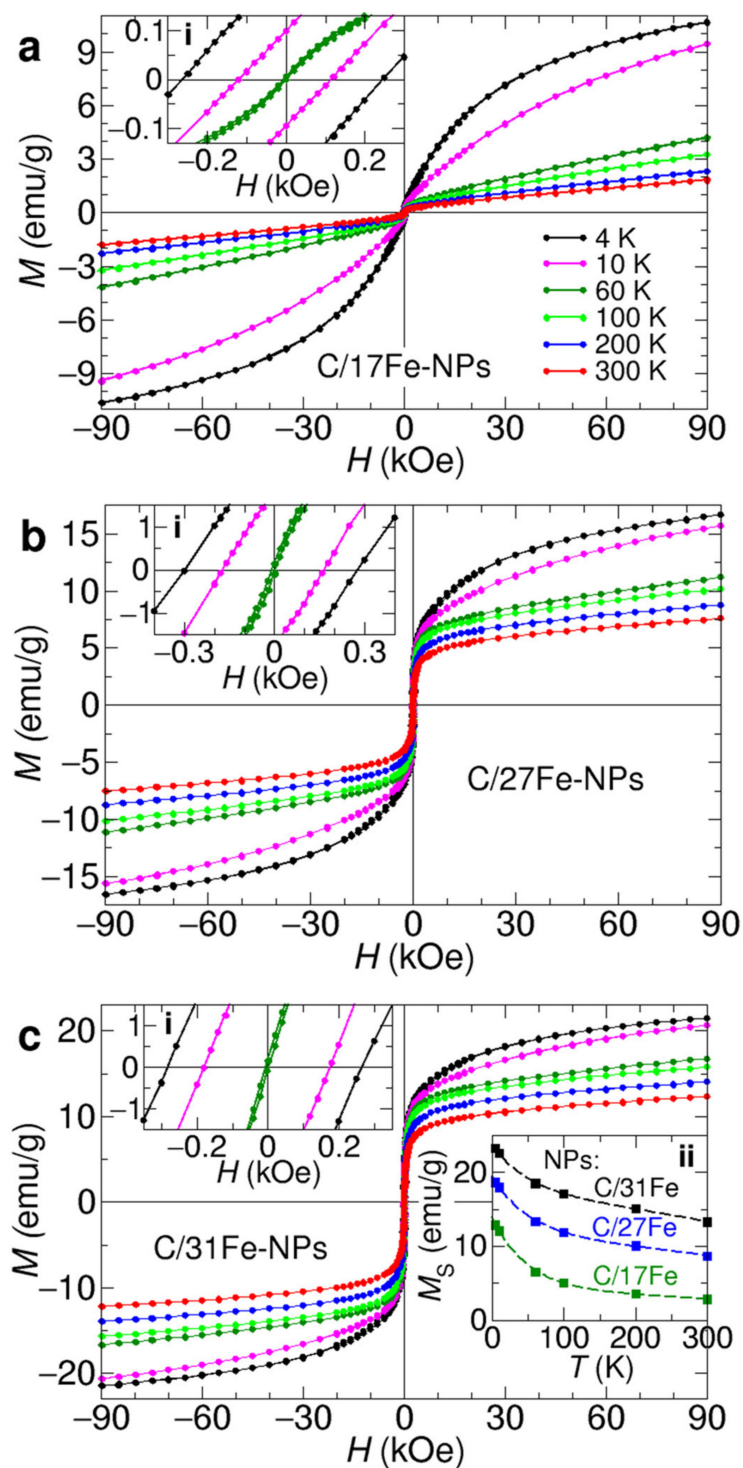 a
i
0.1
0
−0.1
−0.2 0 0.2
H (kOe)
9
6
3
0
−3
−6
−9
M (emu/g)
4 K
10 K
60 K
100 K
200 K
300 K
C/17Fe-NPs
−90 −60 −30 0 30 60 90
H (kOe)
b
i
1
0
−1
−0.3 0 0.3
H (kOe)
15
10
5
0
−5
−10
−15
M (emu/g)
C/27Fe-NPs
−90 −60 −30 0 30 60 90
H (kOe)
c
i
1
0
−1
−0.2 0 0.2
H (kOe)
20
10
0
−10
−20
M (emu/g)
C/31Fe-NPs
ii
NPs:
C/31Fe
C/27Fe
C/17Fe
20
10
0
MS (emu/g)
0 100 200 300
T (K)
−90 −60 −30 0 30 60 90
H (kOe)